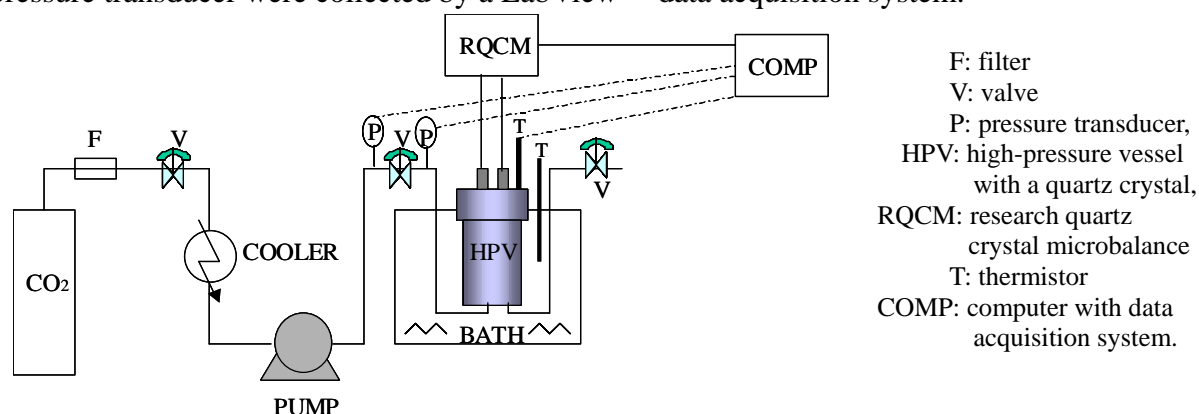 pressure transducer were collected by a LabView data acquisition system.
RQCM
COMP
F
V
P
V
P
T
T
V
COOLER
HPV
CO2
BATH
PUMP
F: filter
V: valve
P: pressure transducer,
HPV: high-pressure vessel
with a quartz crystal,
RQCM: research quartz
crystal microbalance
T: thermistor
COMP: computer with data
acquisition system.